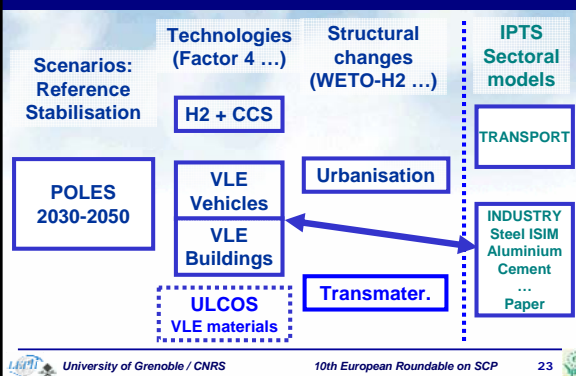 Scenarios:
Reference
Stabilisation
POLES
2030-2050
Technologies
(Factor 4 ...)
H2 + CCS
VLE
Vehicles
VLE
Buildings
ULCOS
VLE materials
Structural
changes
(WETO-H2 ...)
Urbanisation
Transmater.
IPTS
Sectoral
models
TRANSPORT
INDUSTRY
Steel ISIM
Aluminium
Cement
...
Paper
LEPII
University of Grenoble / CNRS
10th European Roundable on SCP
23